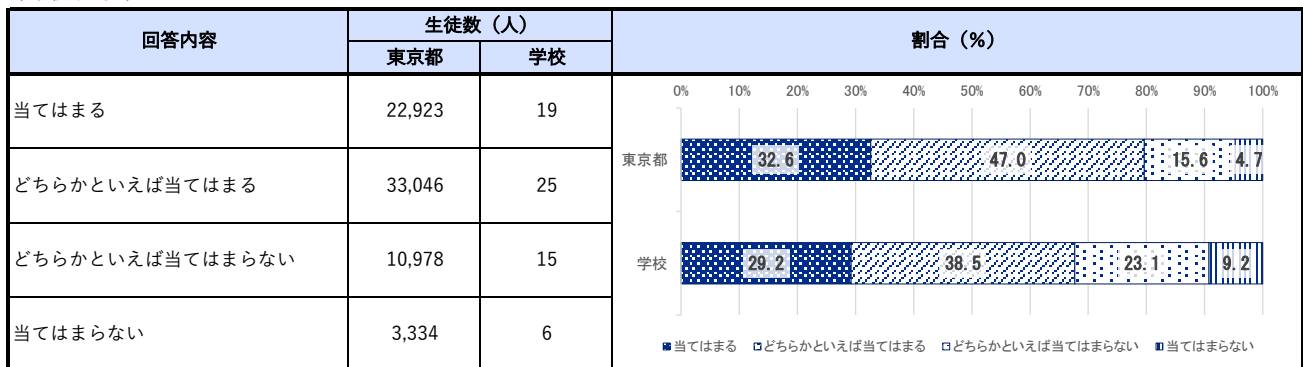 回答内容
生徒数（人）
割合（%）
東京都
学校
当てはまる
22,923
19
どちらかといえば当てはまる
33,046
25
どちらかといえば当てはまらない
10,978
15
当てはまらない
3,334
6
0% 10% 20% 30% 40% 50% 60% 70% 80% 90% 100%
東京都 32.6 47.0 15.6 4.7
学校 29.2 38.5 23.1 9.2
当てはまる どちらかといえば当てはまる どちらかといえば当てはまらない 当てはまらない